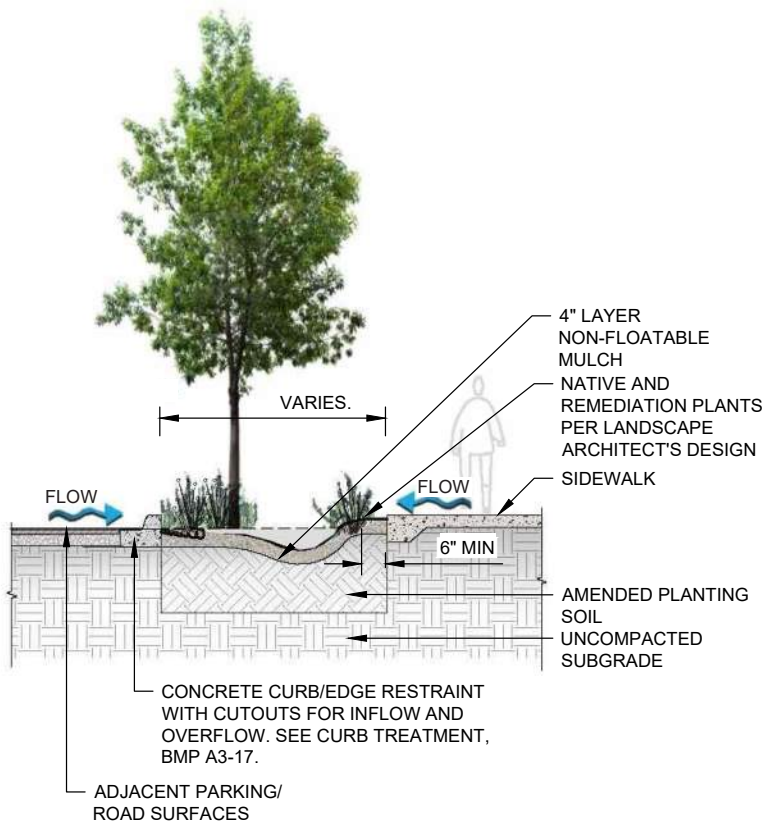 4" LAYER
NON-FLOATABLE
MULCH
VARIES.
NATIVE AND
REMEDIATION PLANTS
PER LANDSCAPE
ARCHITECT'S DESIGN
SIDEWALK
FLOW
FLOW
6" MIN
AMENDED PLANTING
SOIL
UNCOMPACTED
SUBGRADE
CONCRETE CURB/EDGE RESTRAINT
WITH CUTOUTS FOR INFLOW AND
OVERFLOW. SEE CURB TREATMENT,
BMP A3-17.
ADJACENT PARKING/
ROAD SURFACES